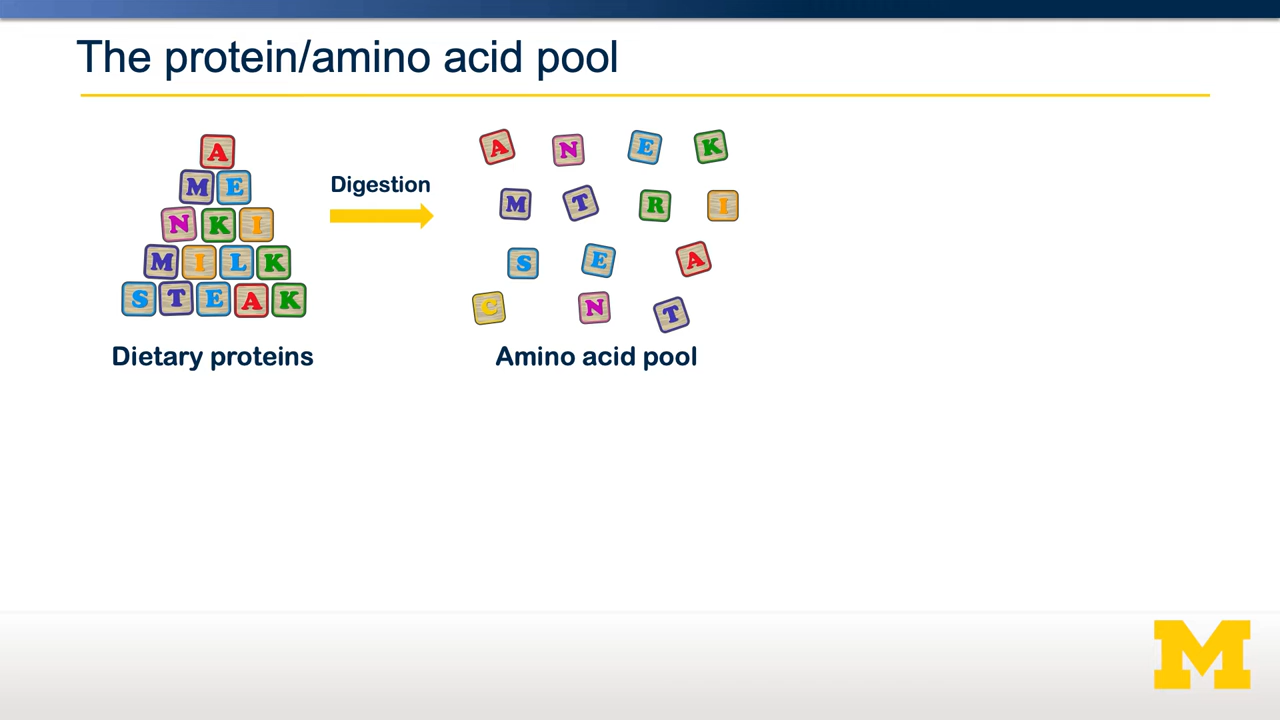 The protein/amino acid pool
A
M E
N K I
M I L K
S T E A K
Dietary proteins
Digestion
A N E K
M T R I
S E A
C N T
Amino acid pool
M